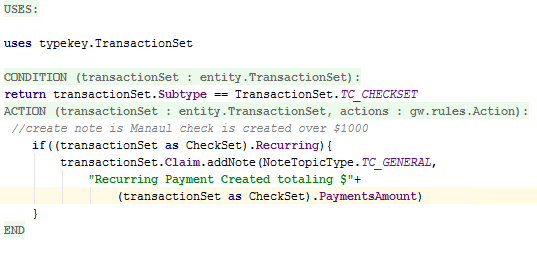 USES:
uses typekey.TransactionSet
CONDITION (transactionSet : entity.TransactionSet):
return transactionSet.Subtype == TransactionSet.TC_CHECKSET
ACTION (transactionSet : entity.TransactionSet, actions : gw.rules.Action):
//create note is Manaul check is created over $1000
if((transactionSet as CheckSet).Recurring){
transactionSet.Claim.addNote(NoteTopicType.TC_GENERAL,
"Recurring Payment Created totaling $"+
(transactionSet as CheckSet).PaymentsAmount)
}
END